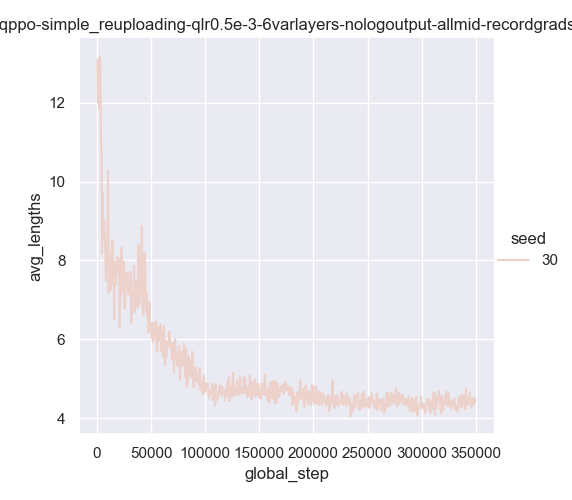 qppo-simple_reuploading-qlr0.5e-3-6varlayers-nologoutput-allmid-recordgrads
avg_lengths
12
10
8
6
4
0 50000 100000 150000 200000 250000 300000 350000
global_step
seed
30